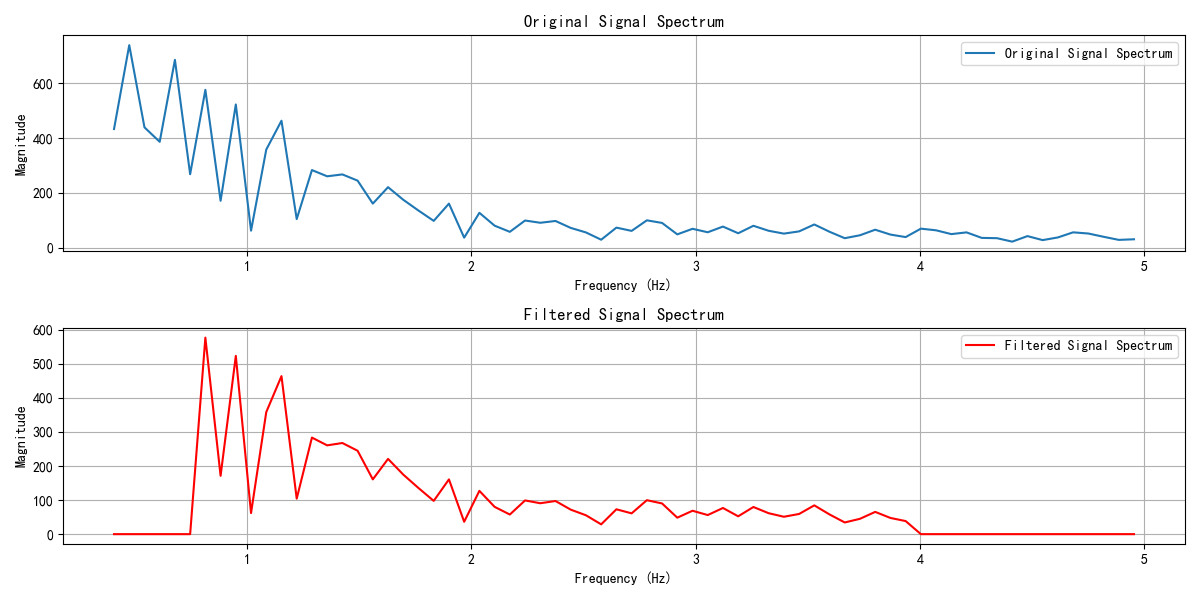 Original Signal Spectrum
Original Signal Spectrum
Magnitude
600
400
200
0
1 2 3 4 5
Frequency (Hz)
Filtered Signal Spectrum
Filtered Signal Spectrum
Magnitude
600
500
400
300
200
100
0
1 2 3 4 5
Frequency (Hz)